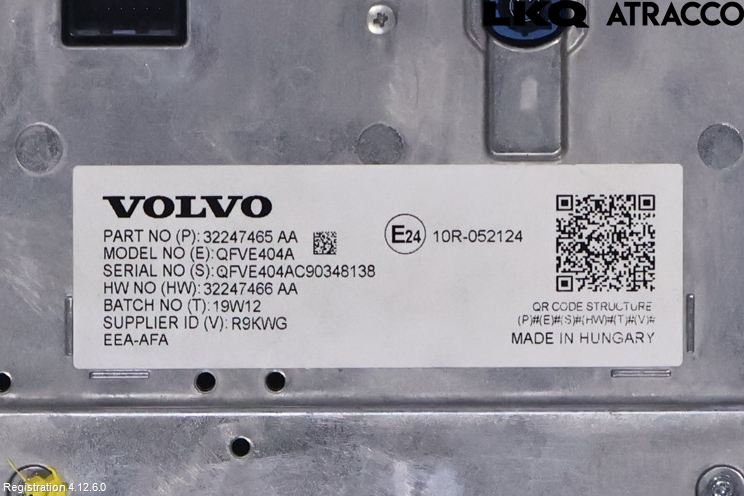 LKQ ATRACCO
VOLVO
PART NO (P): 32247465 AA
MODEL NO (E): QFVE404A
SERIAL NO (S): QFVE404AC90348138
HW NO (HW): 32247466 AA
BATCH NO (T): 19W12
SUPPLIER ID (V): R9KWG
EEA-AFA
E24 10R-052124
QR CODE STRUCTURE
(P)#(E)#(S)#(HW)#(T)#(V)#
MADE IN HUNGARY
Registration 4.12.6.0